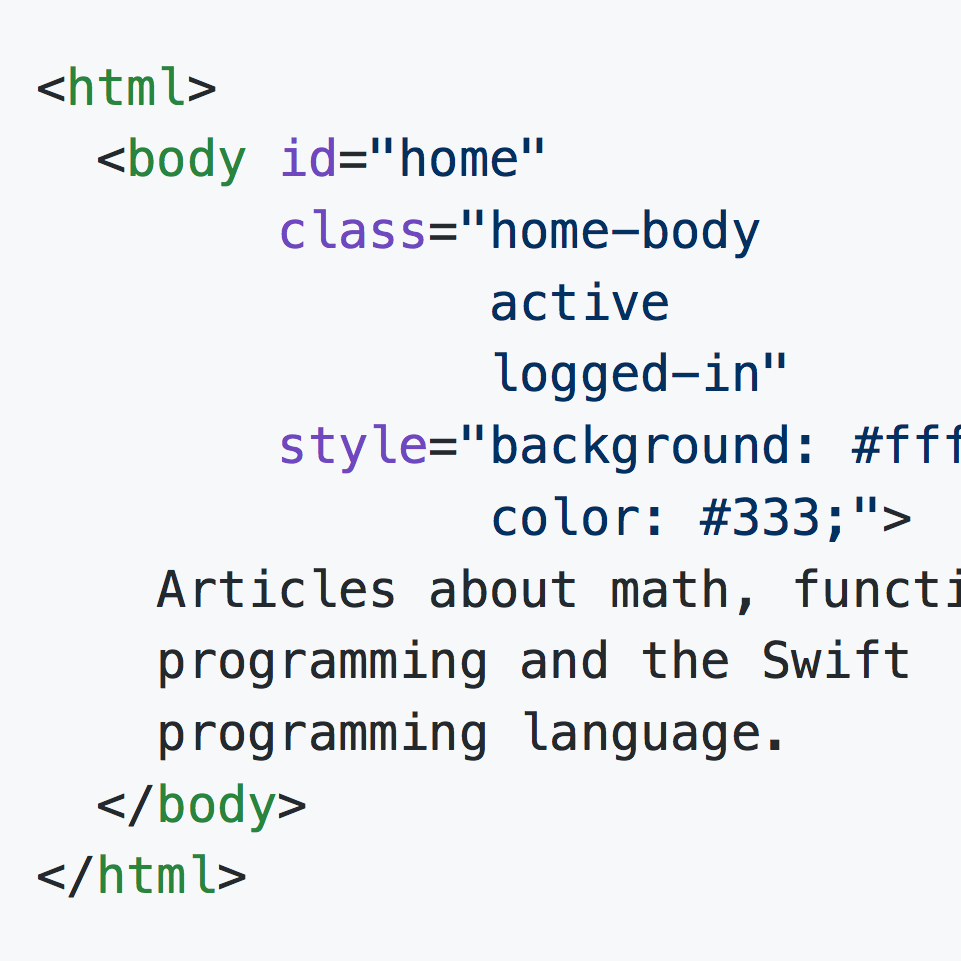 <html>
  <body id="home"
        class="home-body
               active
               logged-in"
        style="background: #fff
               color: #333;">
    Articles about math, functi
    programming and the Swift
    programming language.
  </body>
</html>